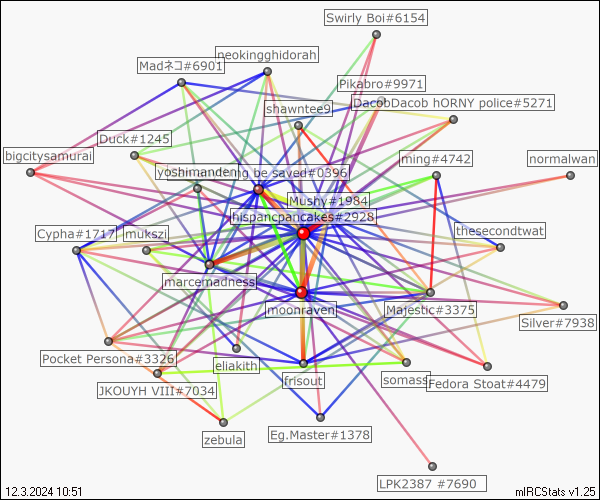 Swirly Boi#6154
neokingghidorah
Madネコ#6901
Pikabro#9971
DacobDacob hORNY police#5271
shawntee9
Duck#1245
bigcitysamurai
ming#4742
normalwan
yoshimanden
ng be saved#0396
Mushy#1984
hispancpancakes#2928
Cypha#1717
mukszi
thesecondtwat
marcemadness
moonraven
Majestic#3375
Silver#7938
Pocket Persona#3326
eliakith
frisout
somass
Fedora Stoat#4479
JKOUYH VIII#7034
zebula
Eg.Master#1378
LPK2387 #7690
12.3.2024 10:51
mIRCStats v1.25